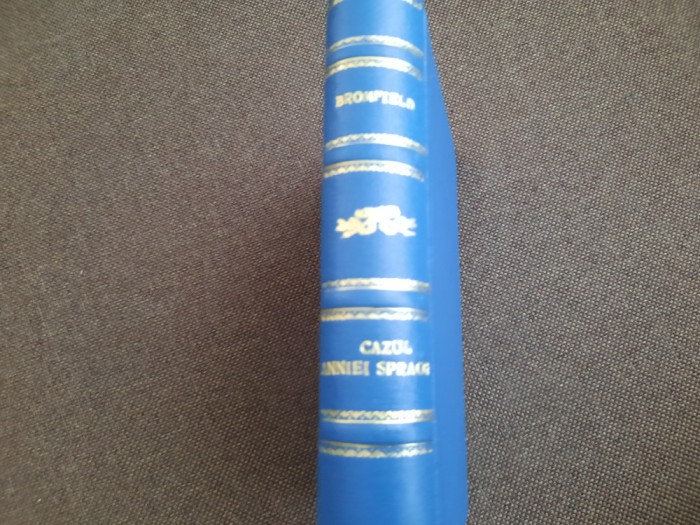 BROMFIELD
CAZUL
ANNIEI SPRAGG